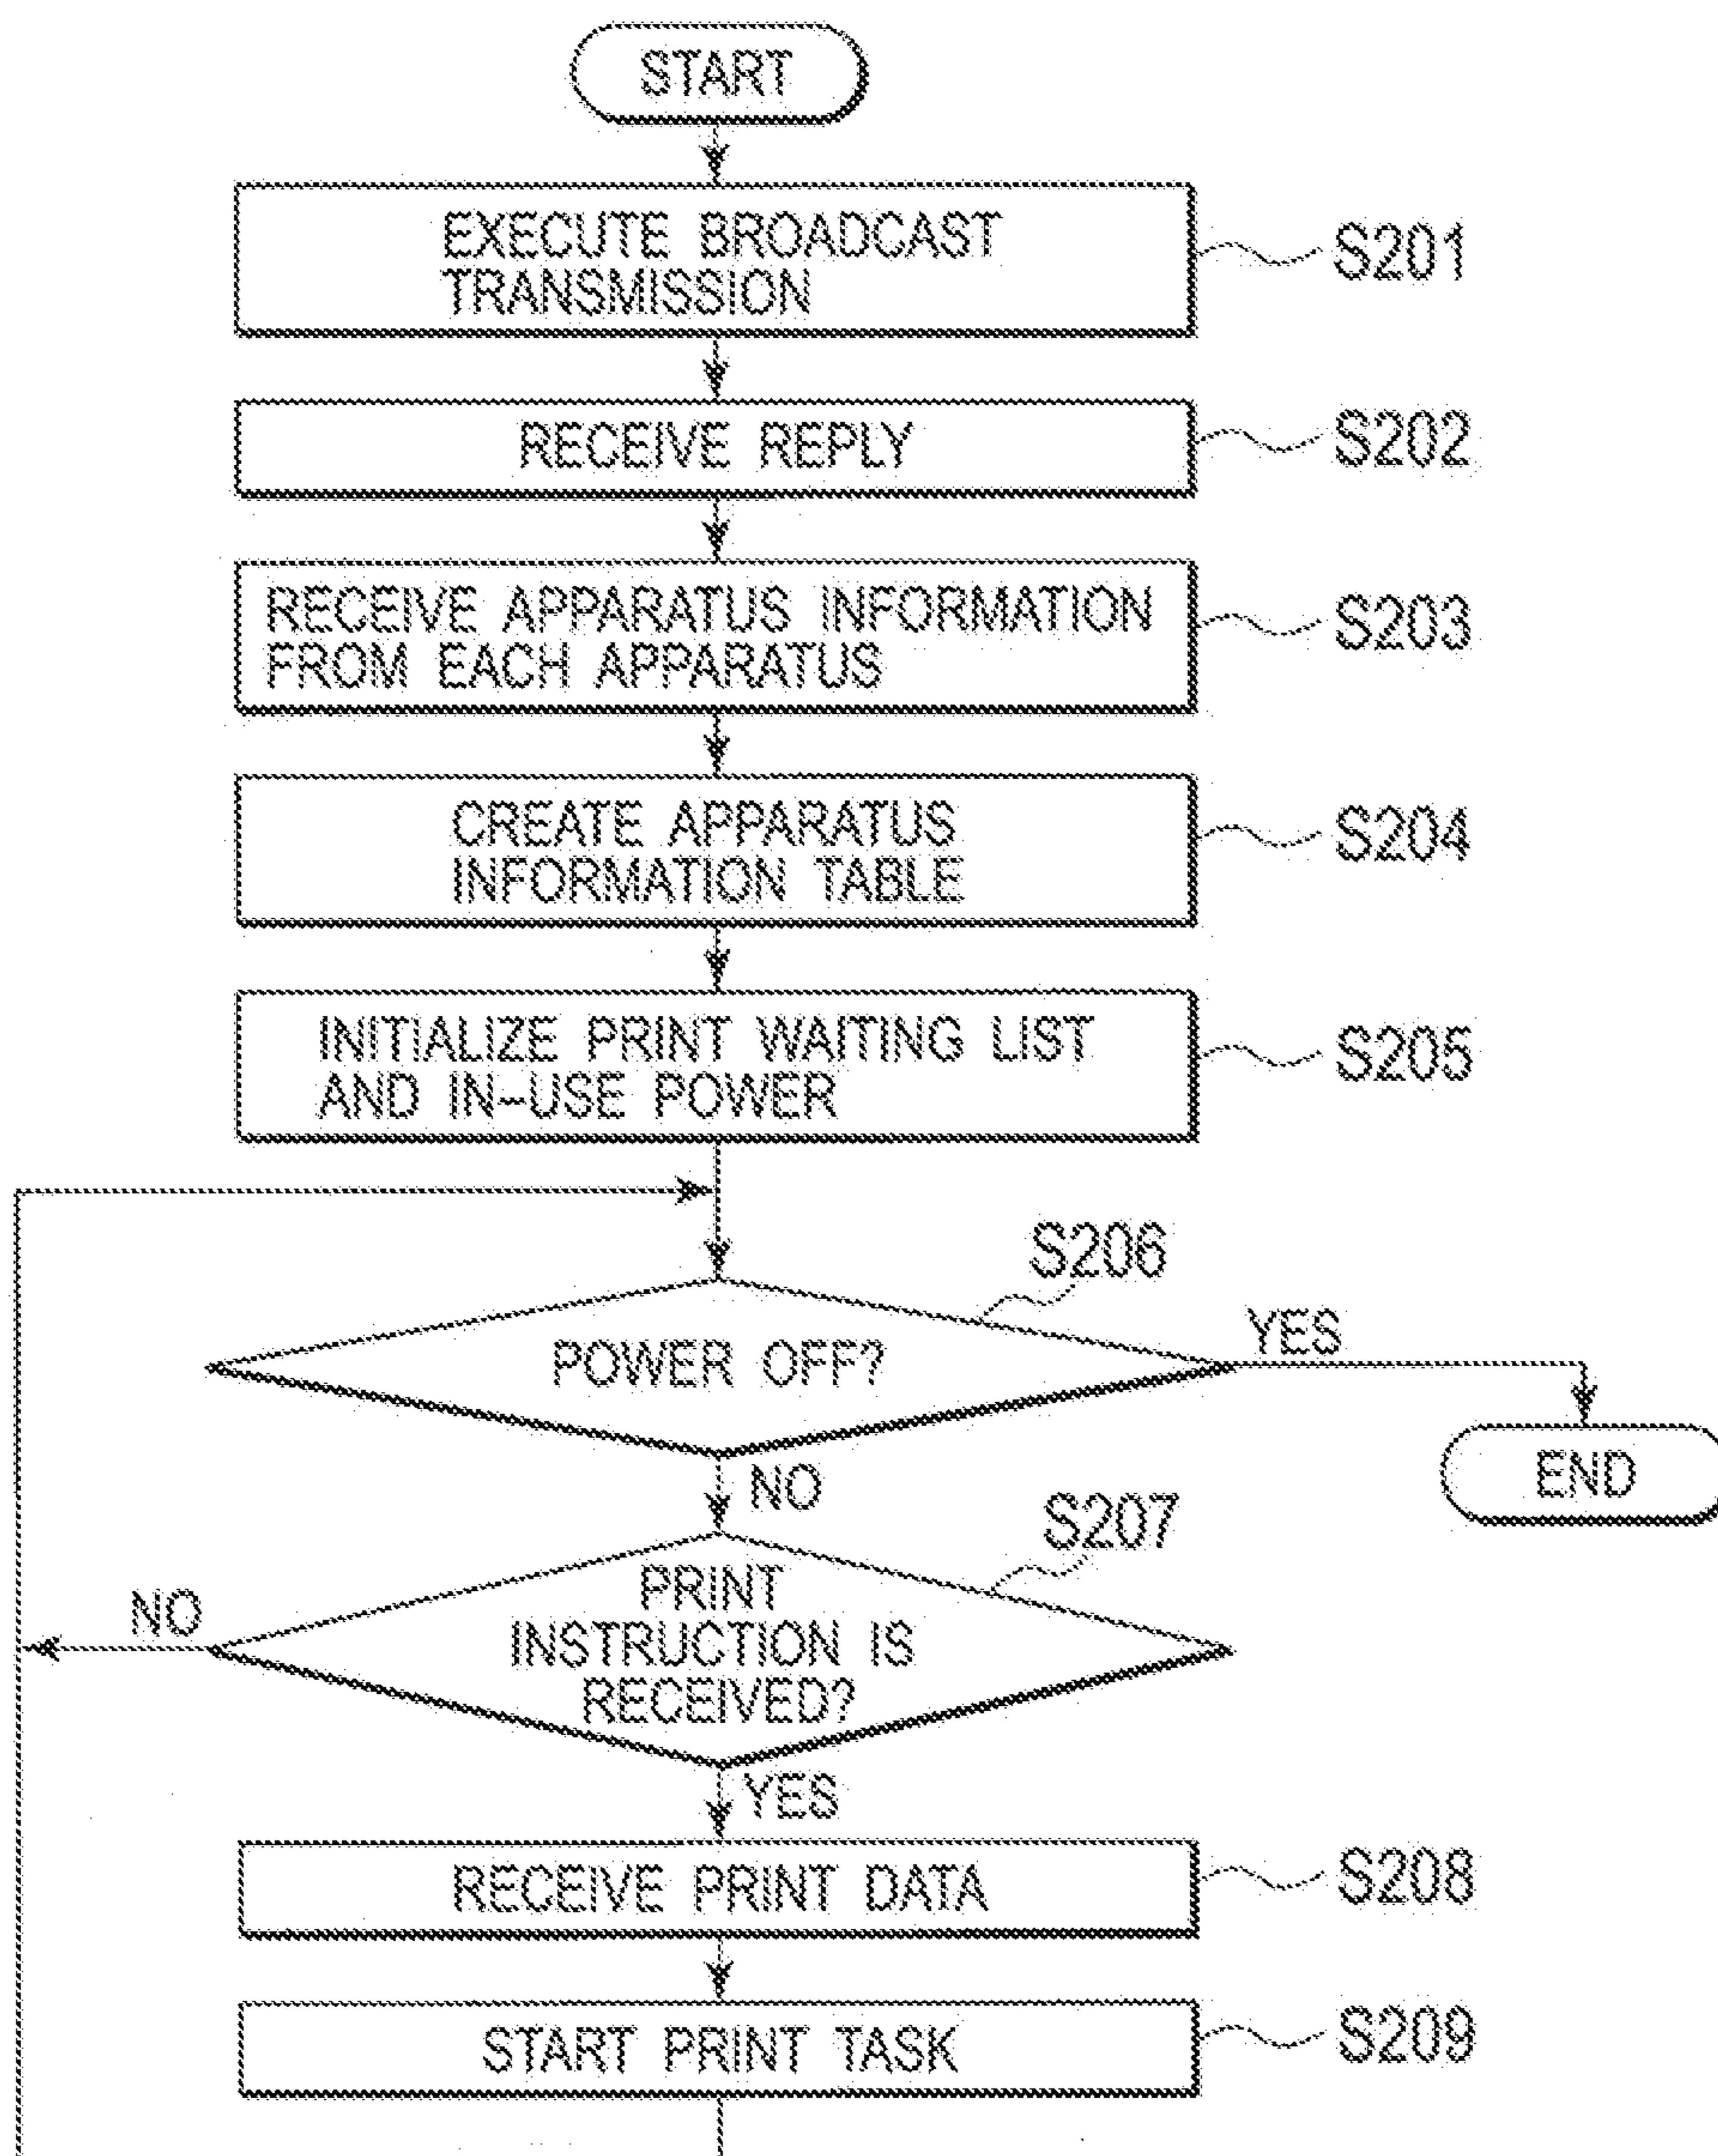 START
EXECUTE BROADCAST
TRANSMISSION
S201
RECEIVE REPLY
S202
RECEIVE APPARATUS INFORMATION
FROM EACH APPARATUS
S203
CREATE APPARATUS
INFORMATION TABLE
S204
INITIALIZE PRINT WAITING LIST
AND IN-USE POWER
S205
S206
POWER OFF?
YES
END
NO
S207
PRINT
INSTRUCTION IS
RECEIVED?
NO
YES
RECEIVE PRINT DATA
S208
START PRINT TASK
S209